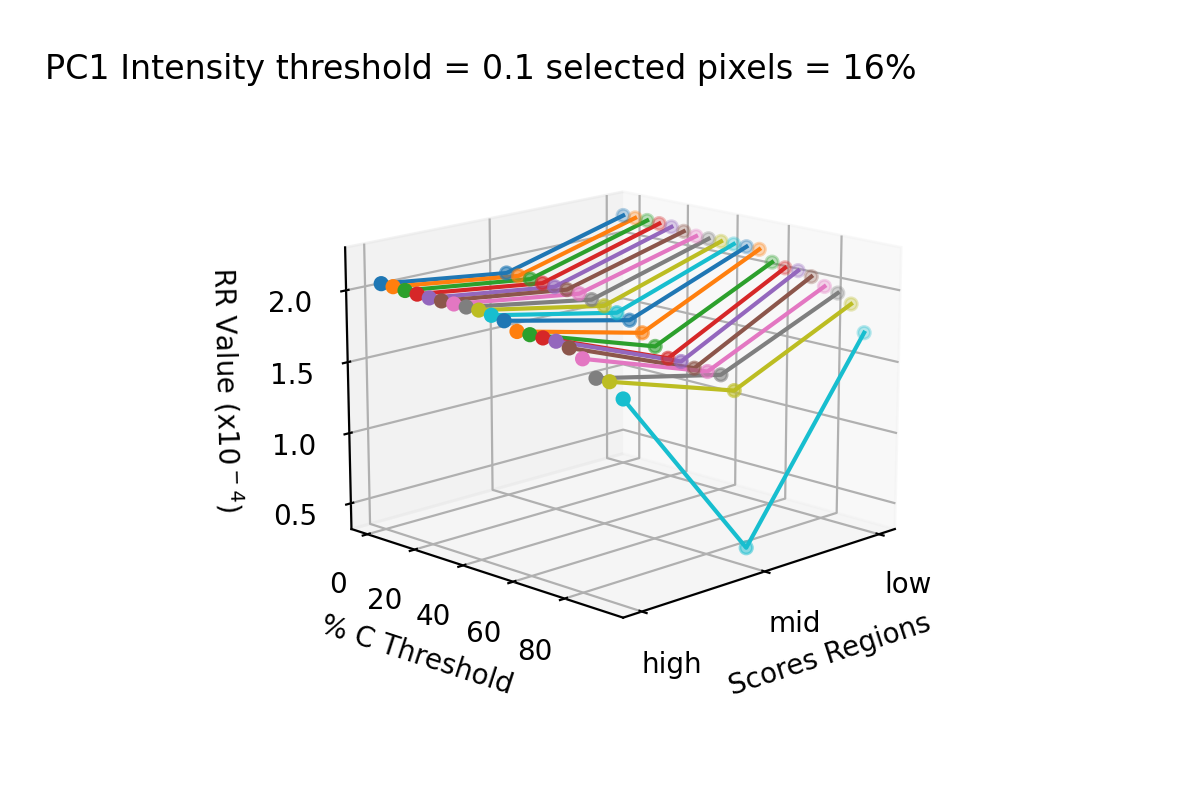 PC1 Intensity threshold = 0.1 selected pixels = 16%
RR Value (x10⁻⁴)
2.0
1.5
1.0
0.5
0
20
40
60
80
% C Threshold
high
mid
low
Scores Regions